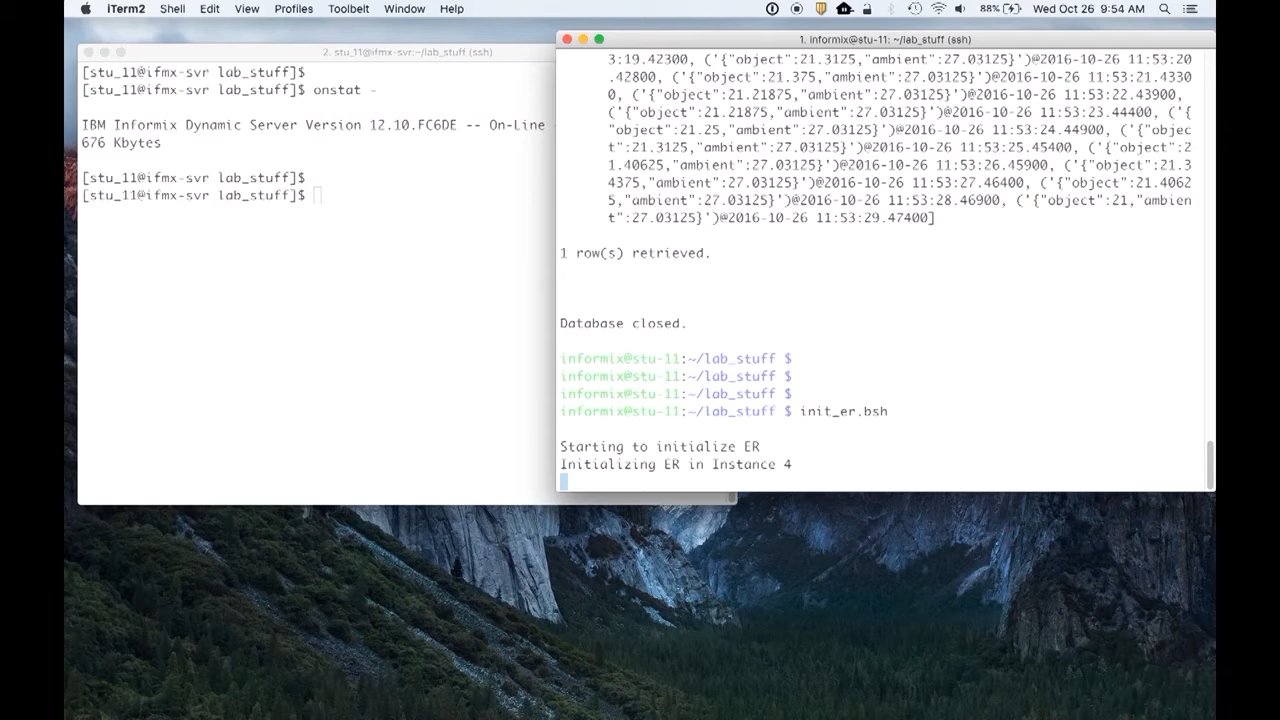 iTerm2 Shell Edit View Profiles Toolbelt Window Help 88% Wed Oct 26 9:54 AM
2. stu_11@ifmx-svr:~/lab_stuff (ssh)
[stu_11@ifmx-svr lab_stuff]$
[stu_11@ifmx-svr lab_stuff]$ onstat -
IBM Informix Dynamic Server Version 12.10.FC6DE -- On-Line -
676 Kbytes
[stu_11@ifmx-svr lab_stuff]$
[stu_11@ifmx-svr lab_stuff]$
1. informix@stu-11: ~/lab_stuff (ssh)
3:19.42300, ('{"object":21.3125,"ambient":27.03125}')@2016-10-26 11:53:20
.42800, ('{"object":21.375,"ambient":27.03125}')@2016-10-26 11:53:21.4330
0, ('{"object":21.21875,"ambient":27.03125}')@2016-10-26 11:53:22.43900,
('{"object":21.21875,"ambient":27.03125}')@2016-10-26 11:53:23.44400, ('{
"object":21.25,"ambient":27.03125}')@2016-10-26 11:53:24.44900, ('{"objec
t":21.3125,"ambient":27.03125}')@2016-10-26 11:53:25.45400, ('{"object":2
1.40625,"ambient":27.03125}')@2016-10-26 11:53:26.45900, ('{"object":21.3
4375,"ambient":27.03125}')@2016-10-26 11:53:27.46400, ('{"object":21.4062
5,"ambient":27.03125}')@2016-10-26 11:53:28.46900, ('{"object":21,"ambien
t":27.03125}')@2016-10-26 11:53:29.47400]
1 row(s) retrieved.
Database closed.
informix@stu-11:~/lab_stuff $
informix@stu-11:~/lab_stuff $
informix@stu-11:~/lab_stuff $
informix@stu-11:~/lab_stuff $ init_er.bsh
Starting to initialize ER
Initializing ER in Instance 4